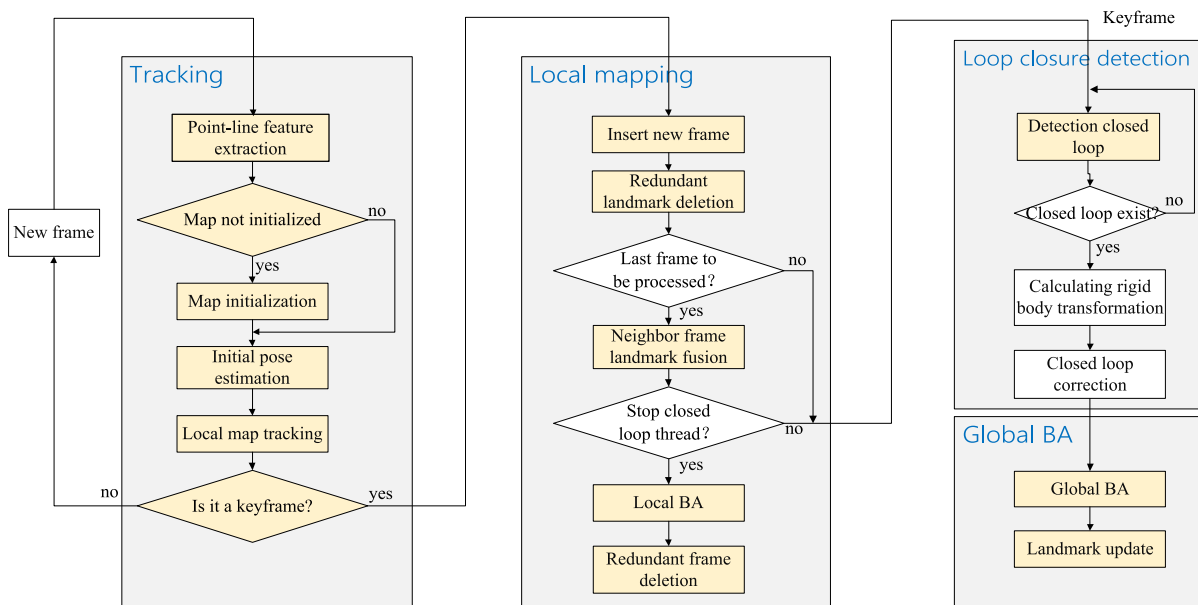 New frame
Tracking
Point-line feature
extraction
Map not initialized
no
yes
Map initialization
Initial pose
estimation
Local map tracking
Is it a keyframe?
no
yes
Local mapping
Insert new frame
Redundant
landmark deletion
Last frame to
be processed?
no
yes
Neighbor frame
landmark fusion
Stop closed
loop thread?
no
yes
Local BA
Redundant frame
deletion
Keyframe
Loop closure detection
Detection closed
loop
Closed loop exist?
no
yes
Calculating rigid
body transformation
Closed loop
correction
Global BA
Global BA
Landmark update